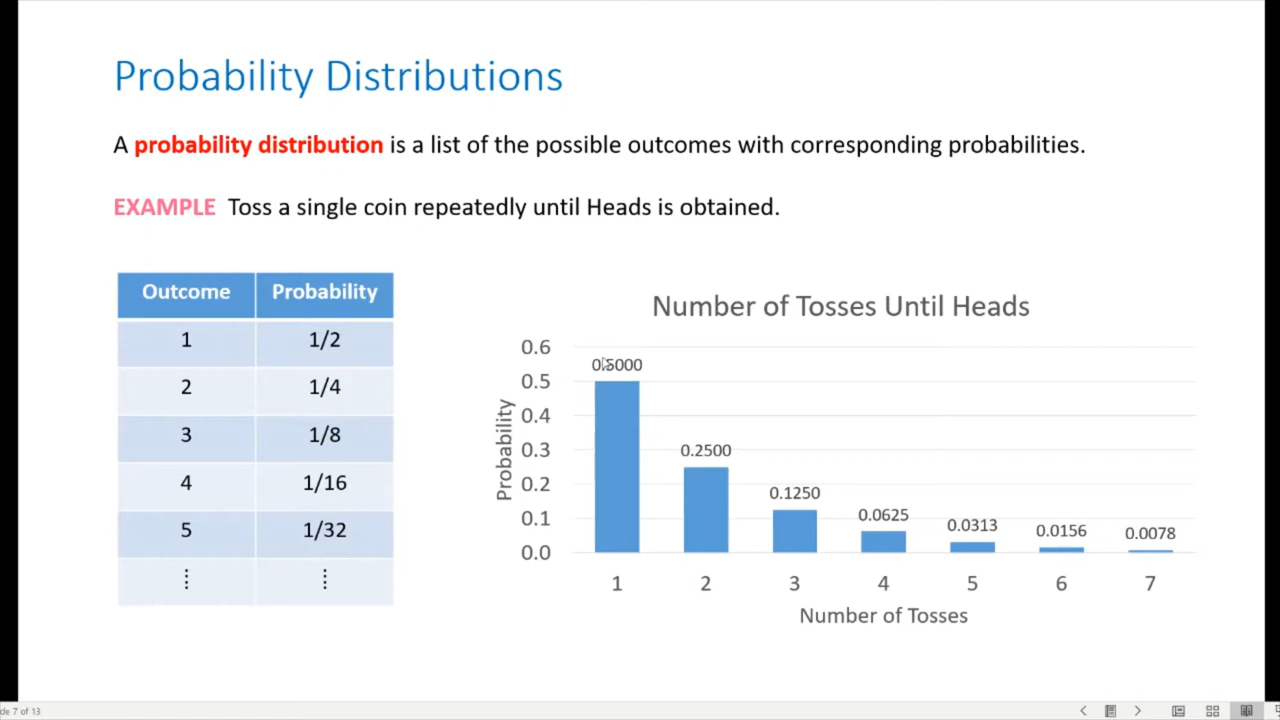 Probability Distributions
A probability distribution is a list of the possible outcomes with corresponding probabilities.
EXAMPLE Toss a single coin repeatedly until Heads is obtained.
Outcome Probability
1 1/2
2 1/4
3 1/8
4 1/16
5 1/32
⋮ ⋮
Number of Tosses Until Heads
Probability
0.6
0.5
0.4
0.3
0.2
0.1
0.0
0.5000
0.2500
0.1250
0.0625
0.0313
0.0156
0.0078
1 2 3 4 5 6 7
Number of Tosses
de 7 of 13